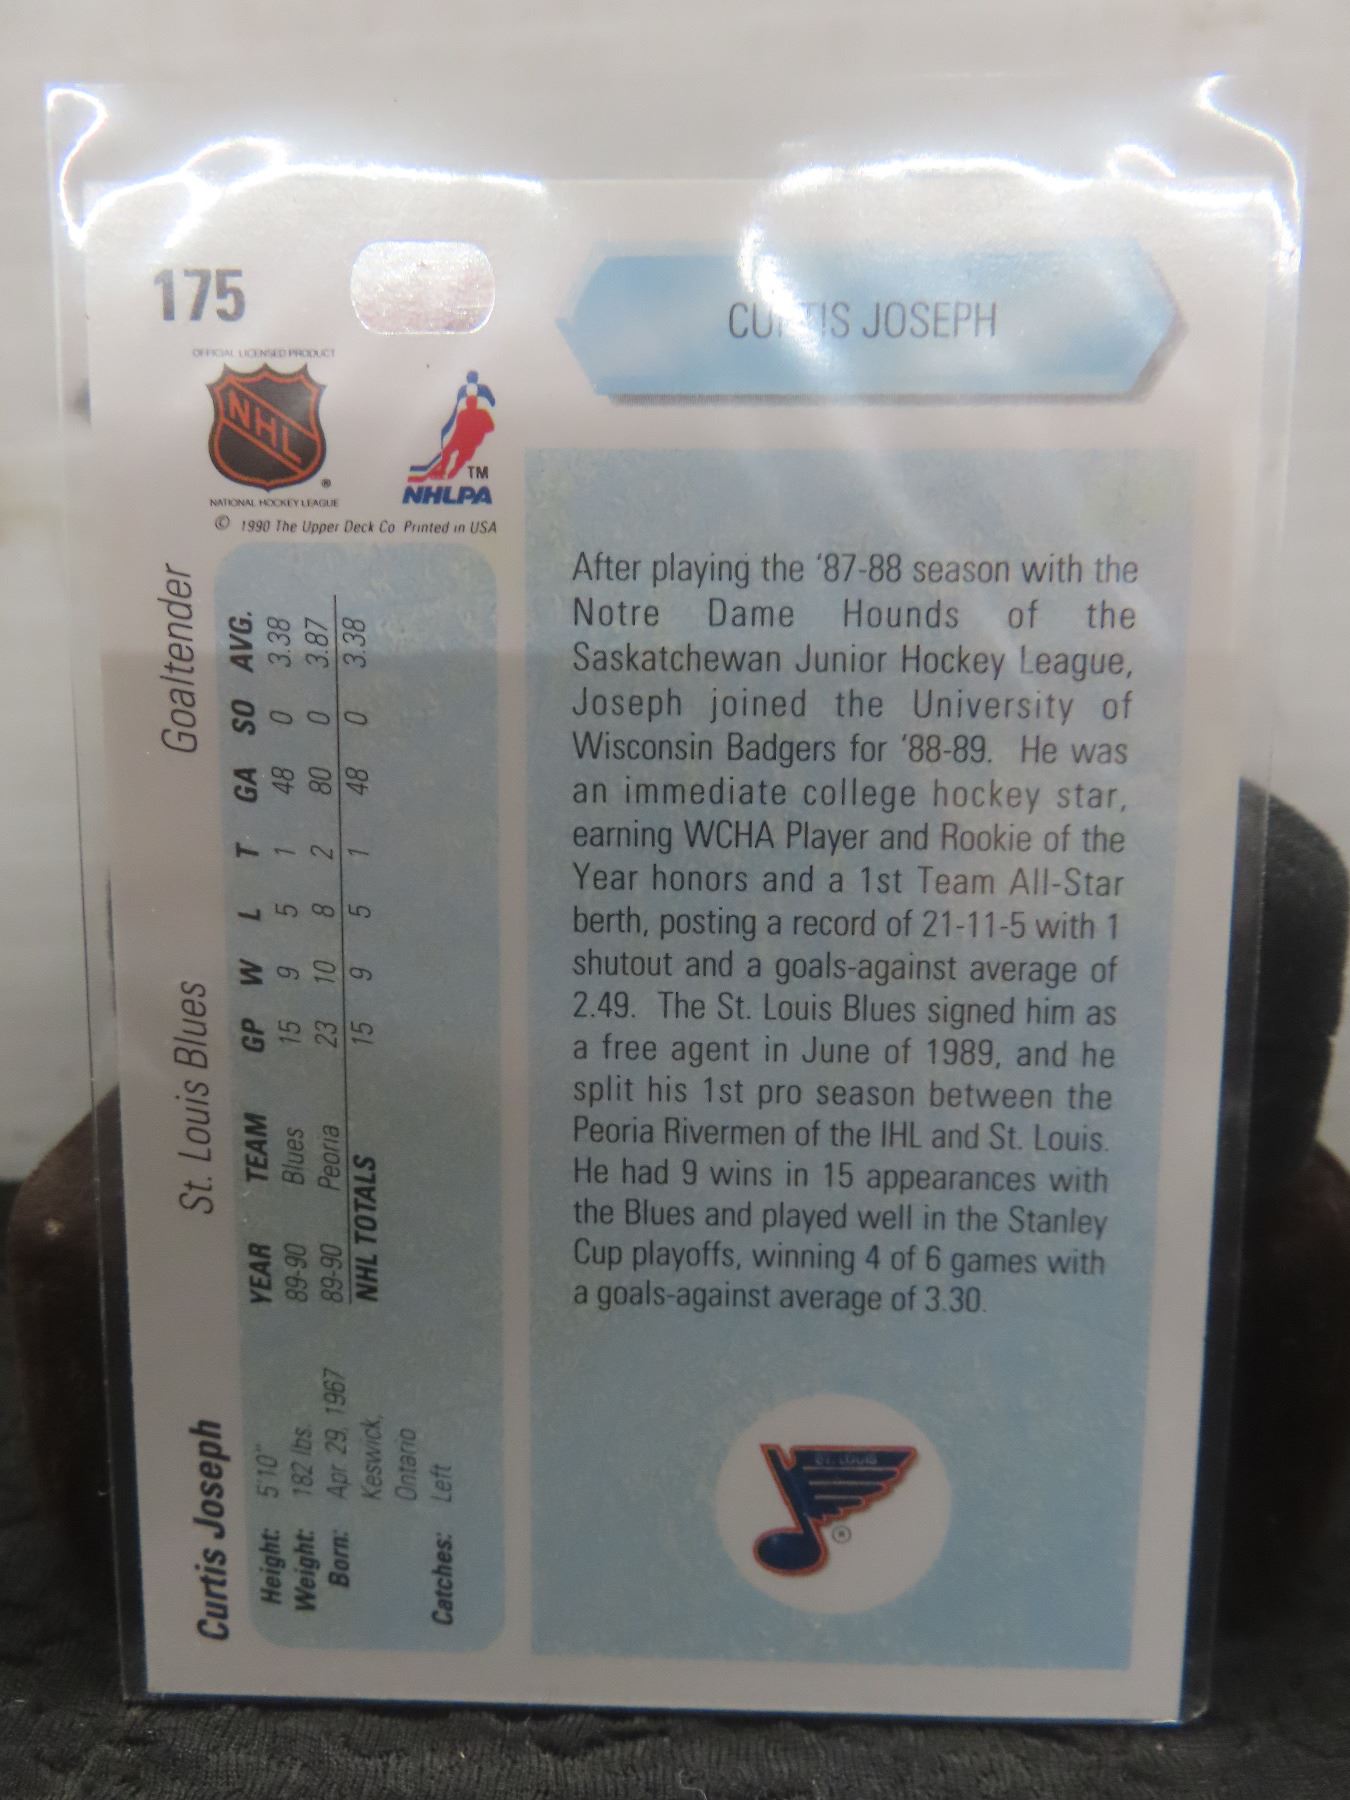 175
CURTIS JOSEPH
OFFICIAL LICENSED PRODUCT
NHL
®
NATIONAL HOCKEY LEAGUE
TM
NHLPA
© 1990 The Upper Deck Co. Printed in USA
After playing the '87-88 season with the
Notre Dame Hounds of the
Saskatchewan Junior Hockey League,
Joseph joined the University of
Wisconsin Badgers for '88-89. He was
an immediate college hockey star,
earning WCHA Player and Rookie of the
Year honors and a 1st Team All-Star
berth, posting a record of 21-11-5 with 1
shutout and a goals-against average of
2.49. The St. Louis Blues signed him as
a free agent in June of 1989, and he
split his 1st pro season between the
Peoria Rivermen of the IHL and St. Louis.
He had 9 wins in 15 appearances with
the Blues and played well in the Stanley
Cup playoffs, winning 4 of 6 games with
a goals-against average of 3.30.
ST. LOUIS
®
Curtis Joseph St. Louis Blues Goaltender
Height: 5'10"
Weight: 182 lbs.
Born: Apr 29, 1967
Keswick,
Ontario
Catches: Left
YEAR TEAM GP W L T GA SO AVG.
89-90 Blues 15 9 5 1 48 0 3.38
89-90 Peoria 23 10 8 2 80 0 3.87
NHL TOTALS 15 9 5 1 48 0 3.38